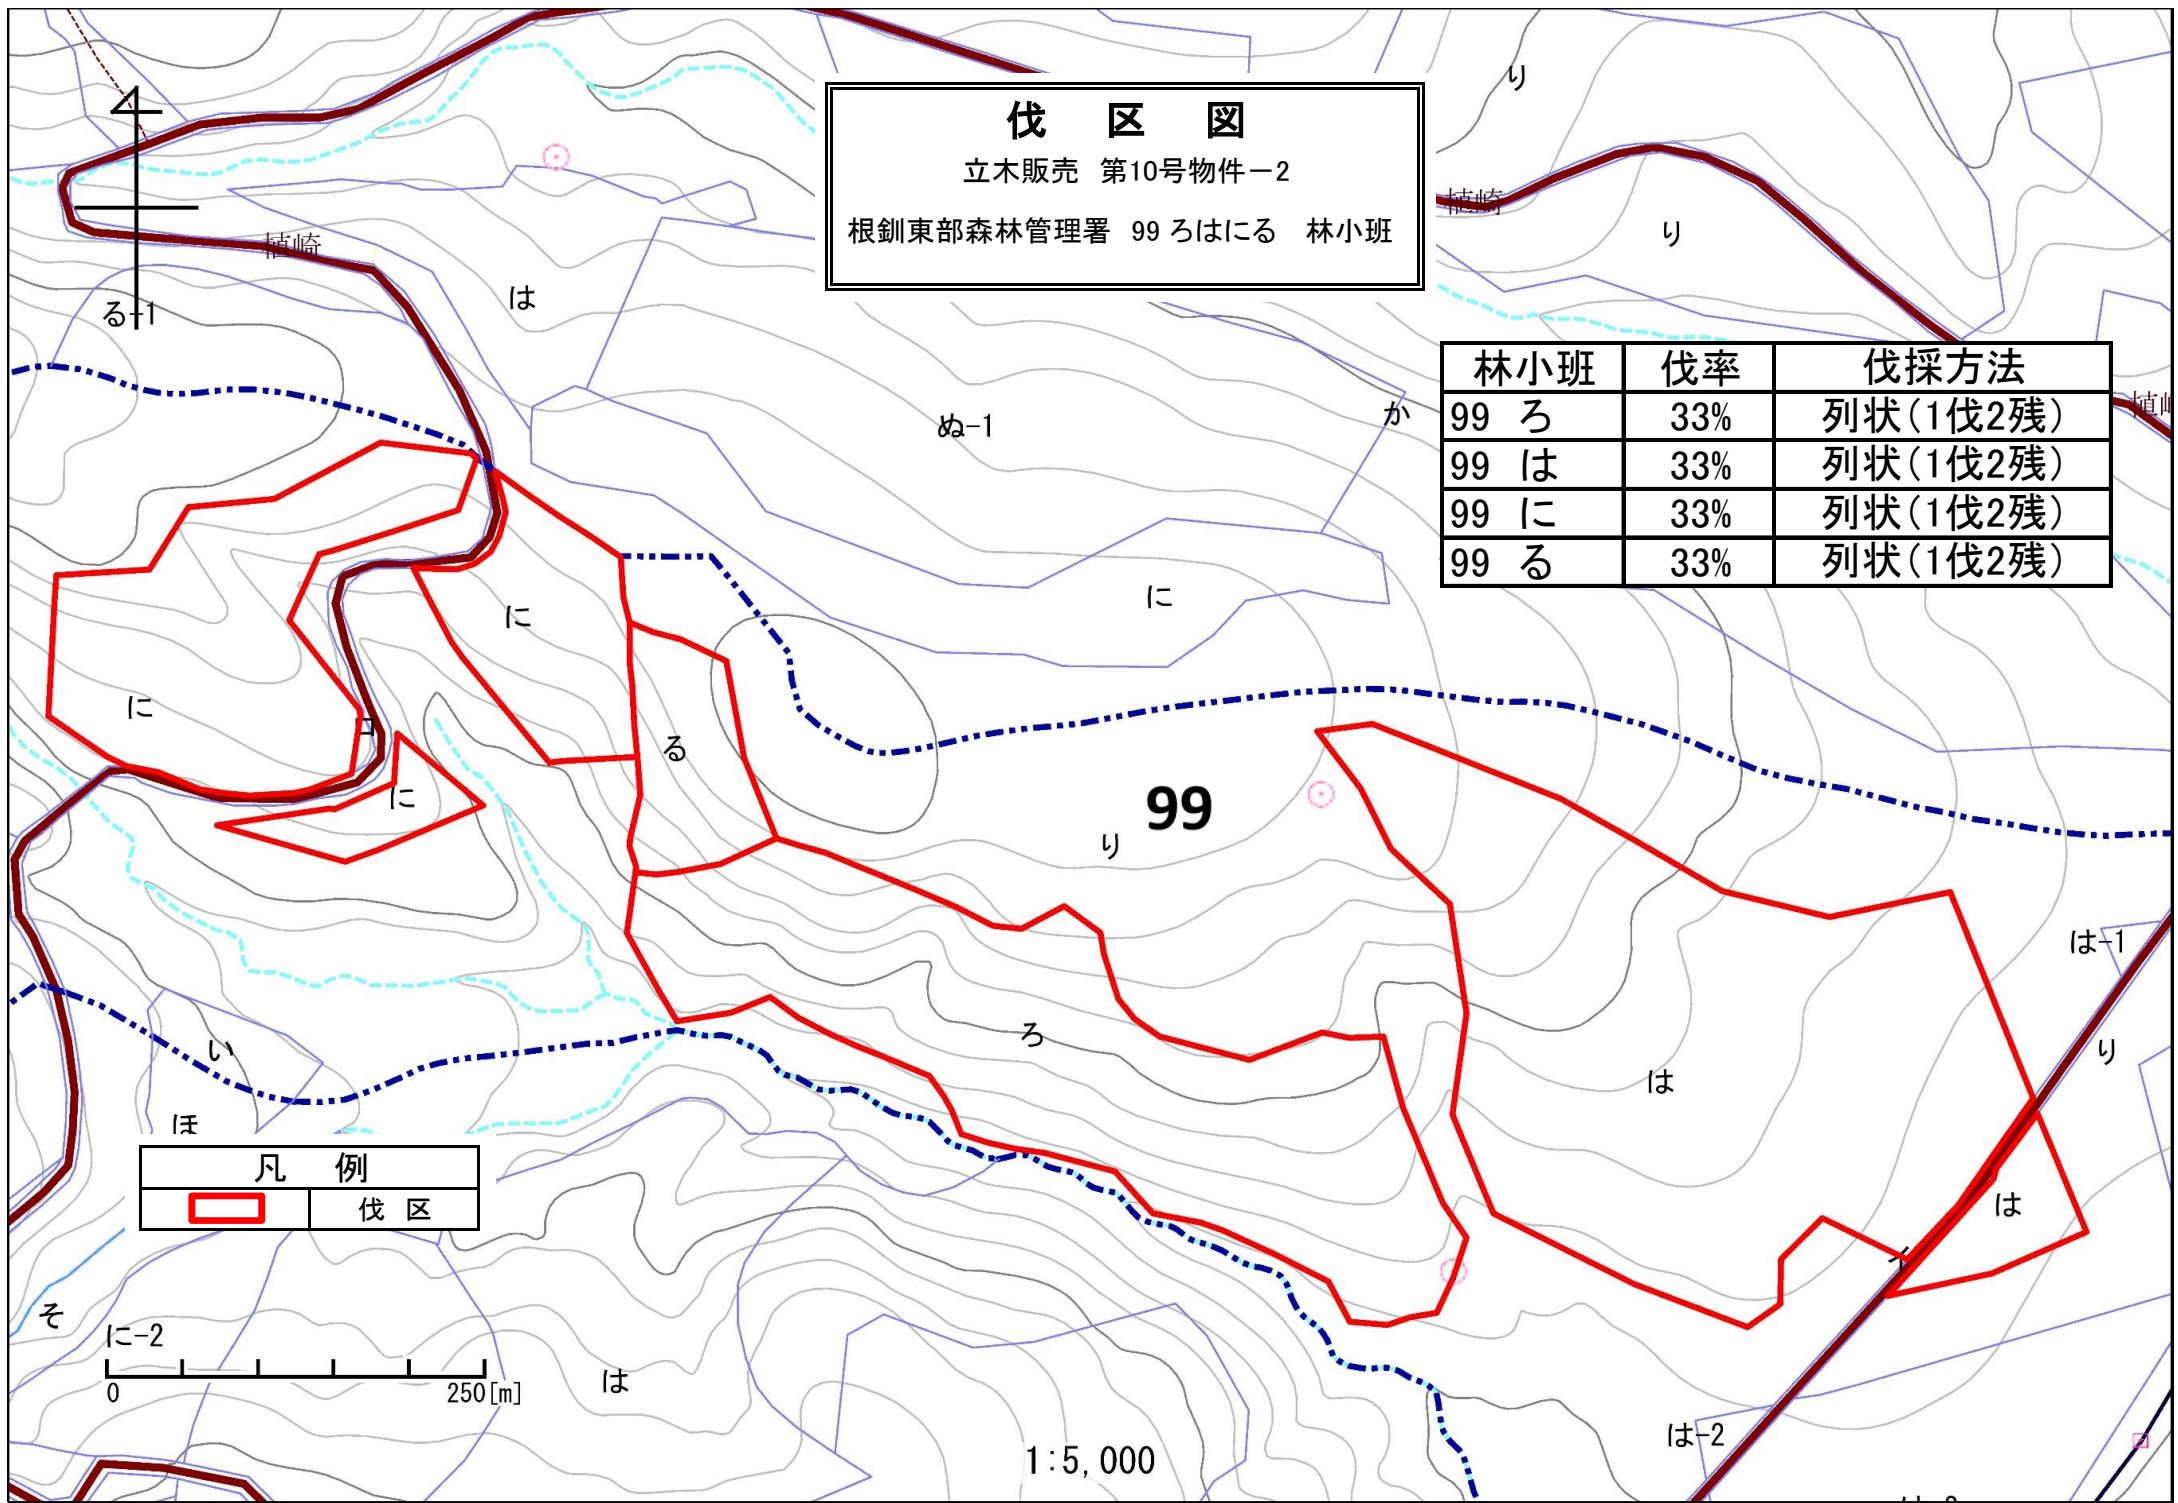 伐　区　図
立木販売　第10号物件－2
根釧東部森林管理署　99 ろはにる　林小班
林小班　伐率　伐採方法
99 ろ　33%　列状(1伐2残)
99 は　33%　列状(1伐2残)
99 に　33%　列状(1伐2残)
99 る　33%　列状(1伐2残)
り
植崎
り
植崎
る-1
は
ぬ-1
か
に
に
に
る
ロ
に
99
り
は-1
ろ
い
り
は
ほ
凡　例
伐 区
は
イ
そ
に-2
0　250[m]
は
は-2
1:5,000